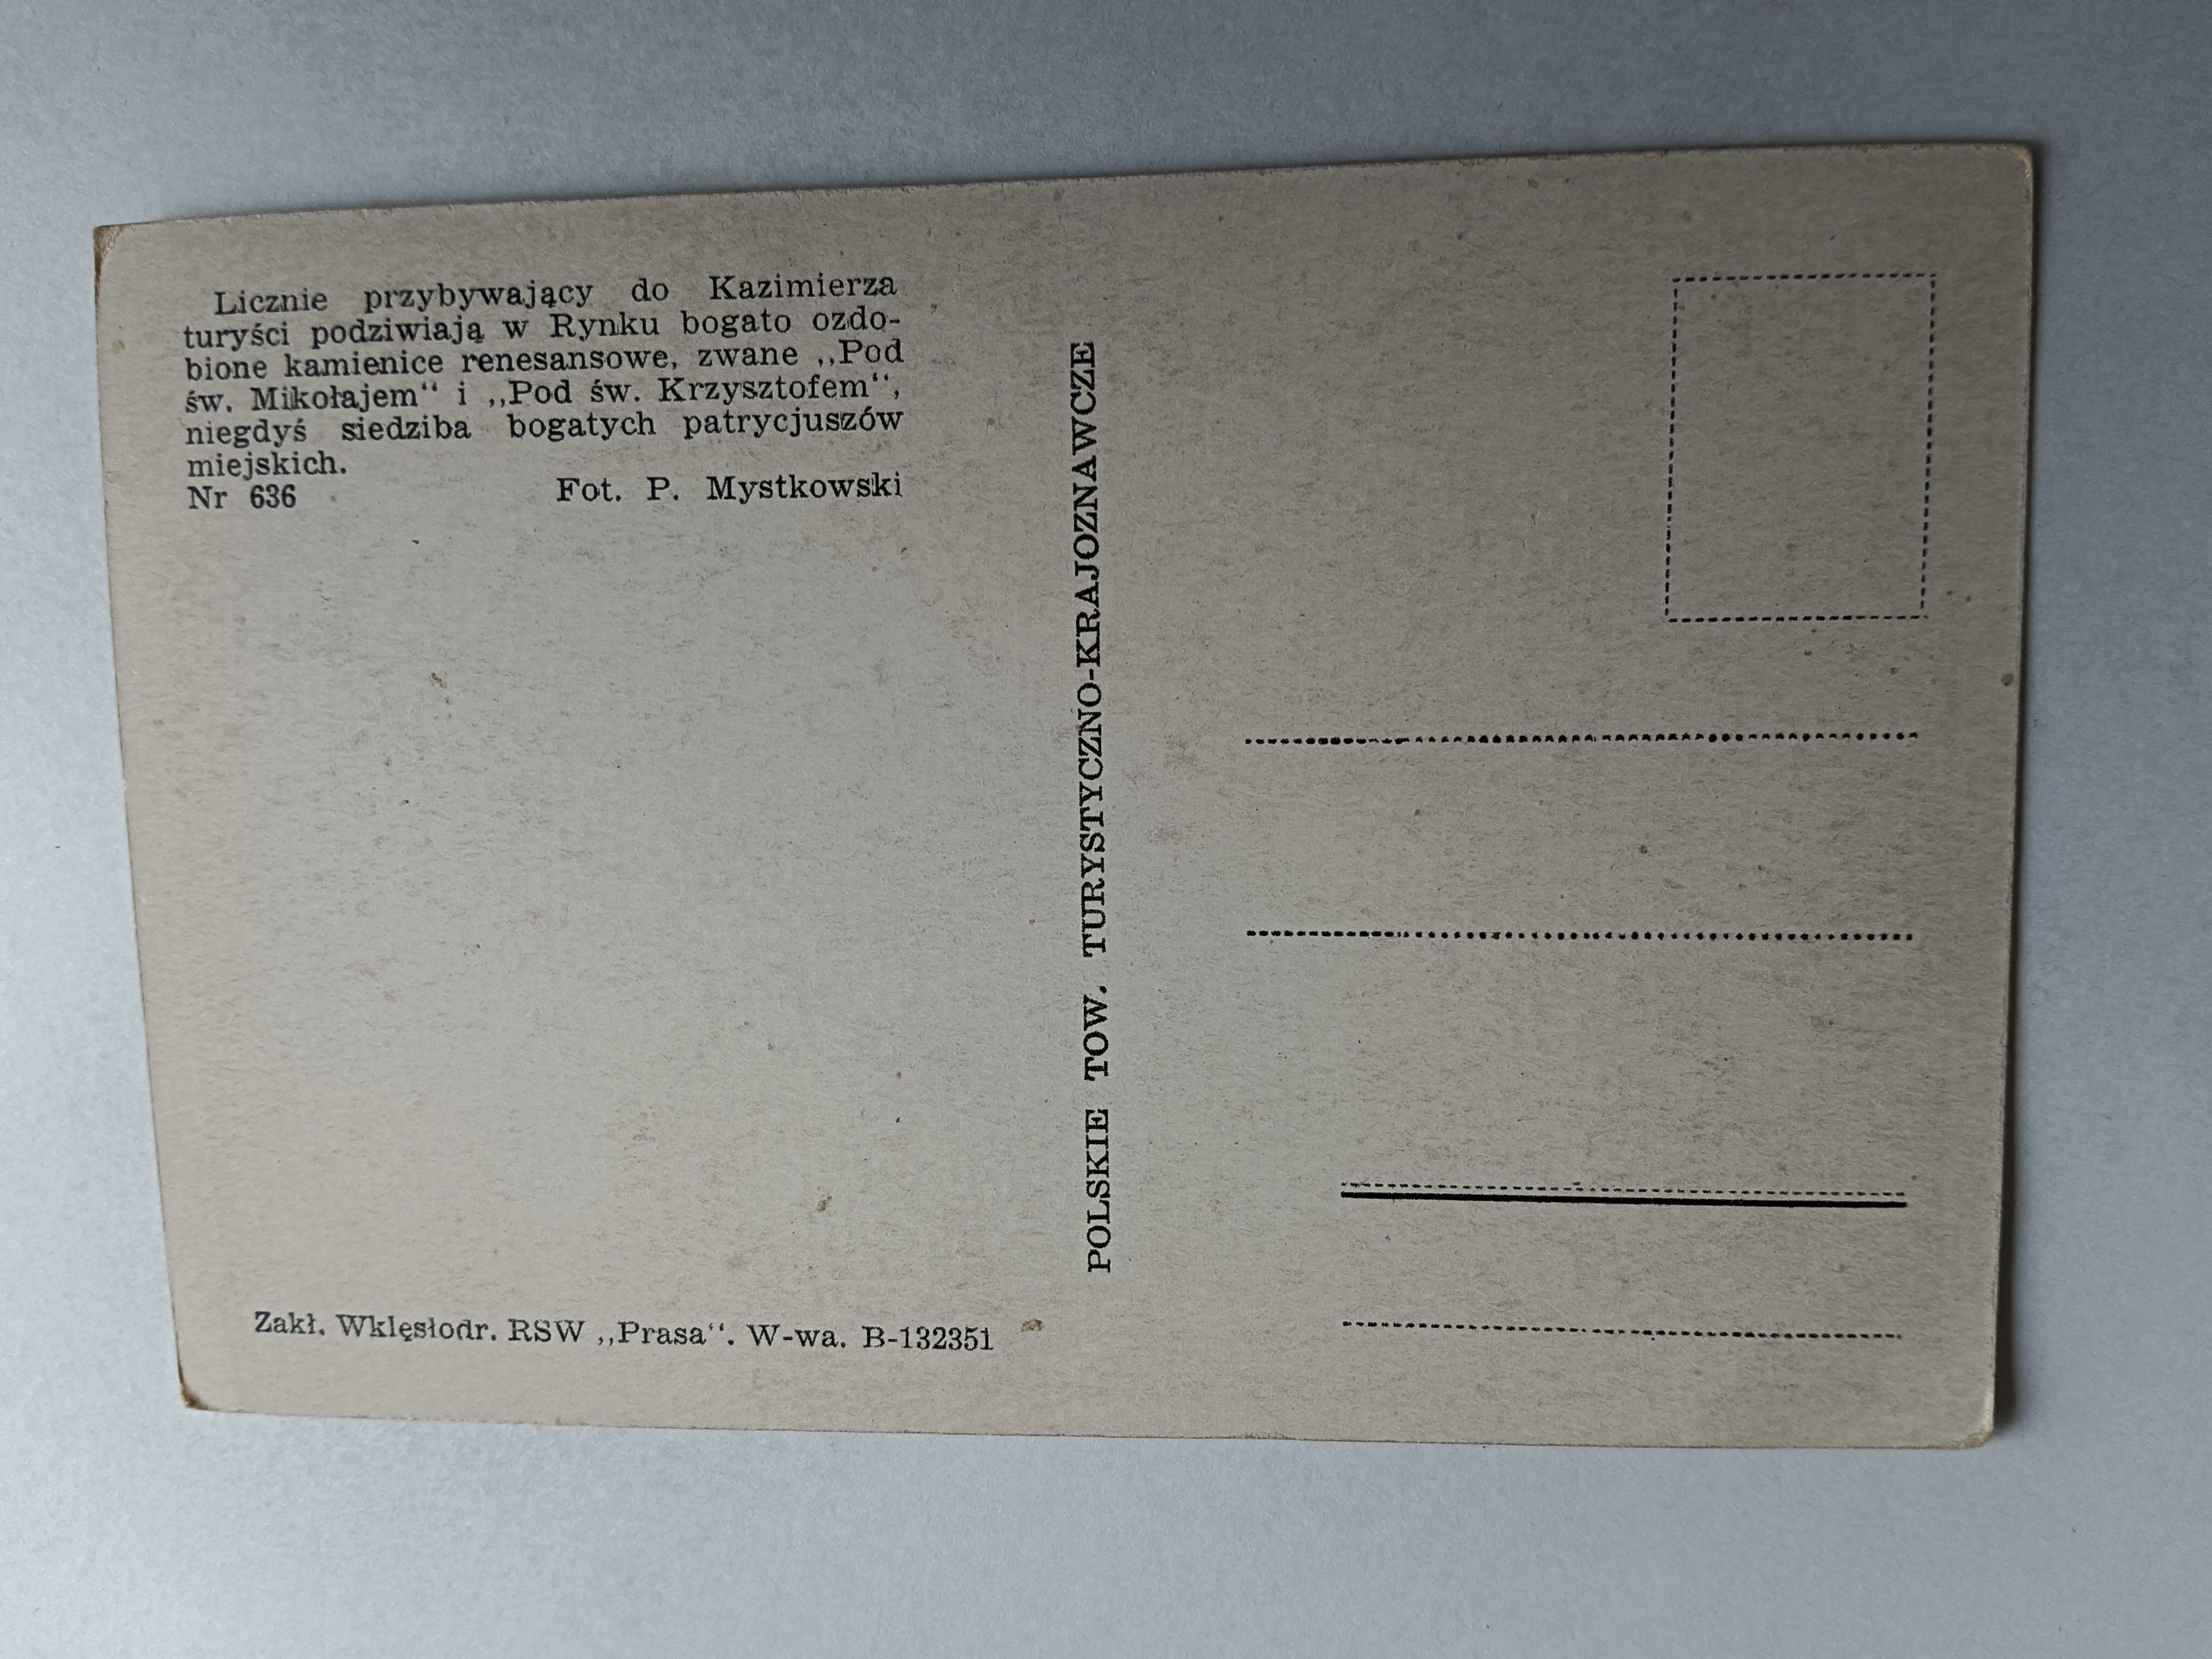 Licznie przybywający do Kazimierza
turyści podziwiają w Rynku bogato ozdo-
bione kamienice renesansowe, zwane ,,Pod
św. Mikołajem“ i ,,Pod św. Krzysztofem“,
niegdyś siedziba bogatych patrycjuszów
miejskich.
Nr 636 Fot. P. Mystkowski
Zakł. Wklęsłodr. RSW ,,Prasa“. W-wa. B-132351
POLSKIE TOW. TURYSTYCZNO-KRAJOZNAWCZE